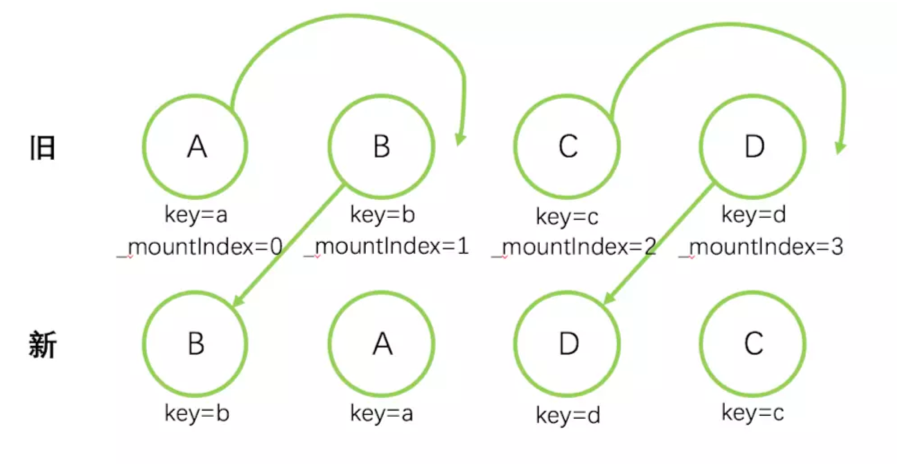 旧 A B C D
key=a key=b key=c key=d
_mountIndex=0 _mountIndex=1 _mountIndex=2 _mountIndex=3
新 B A D C
key=b key=a key=d key=c